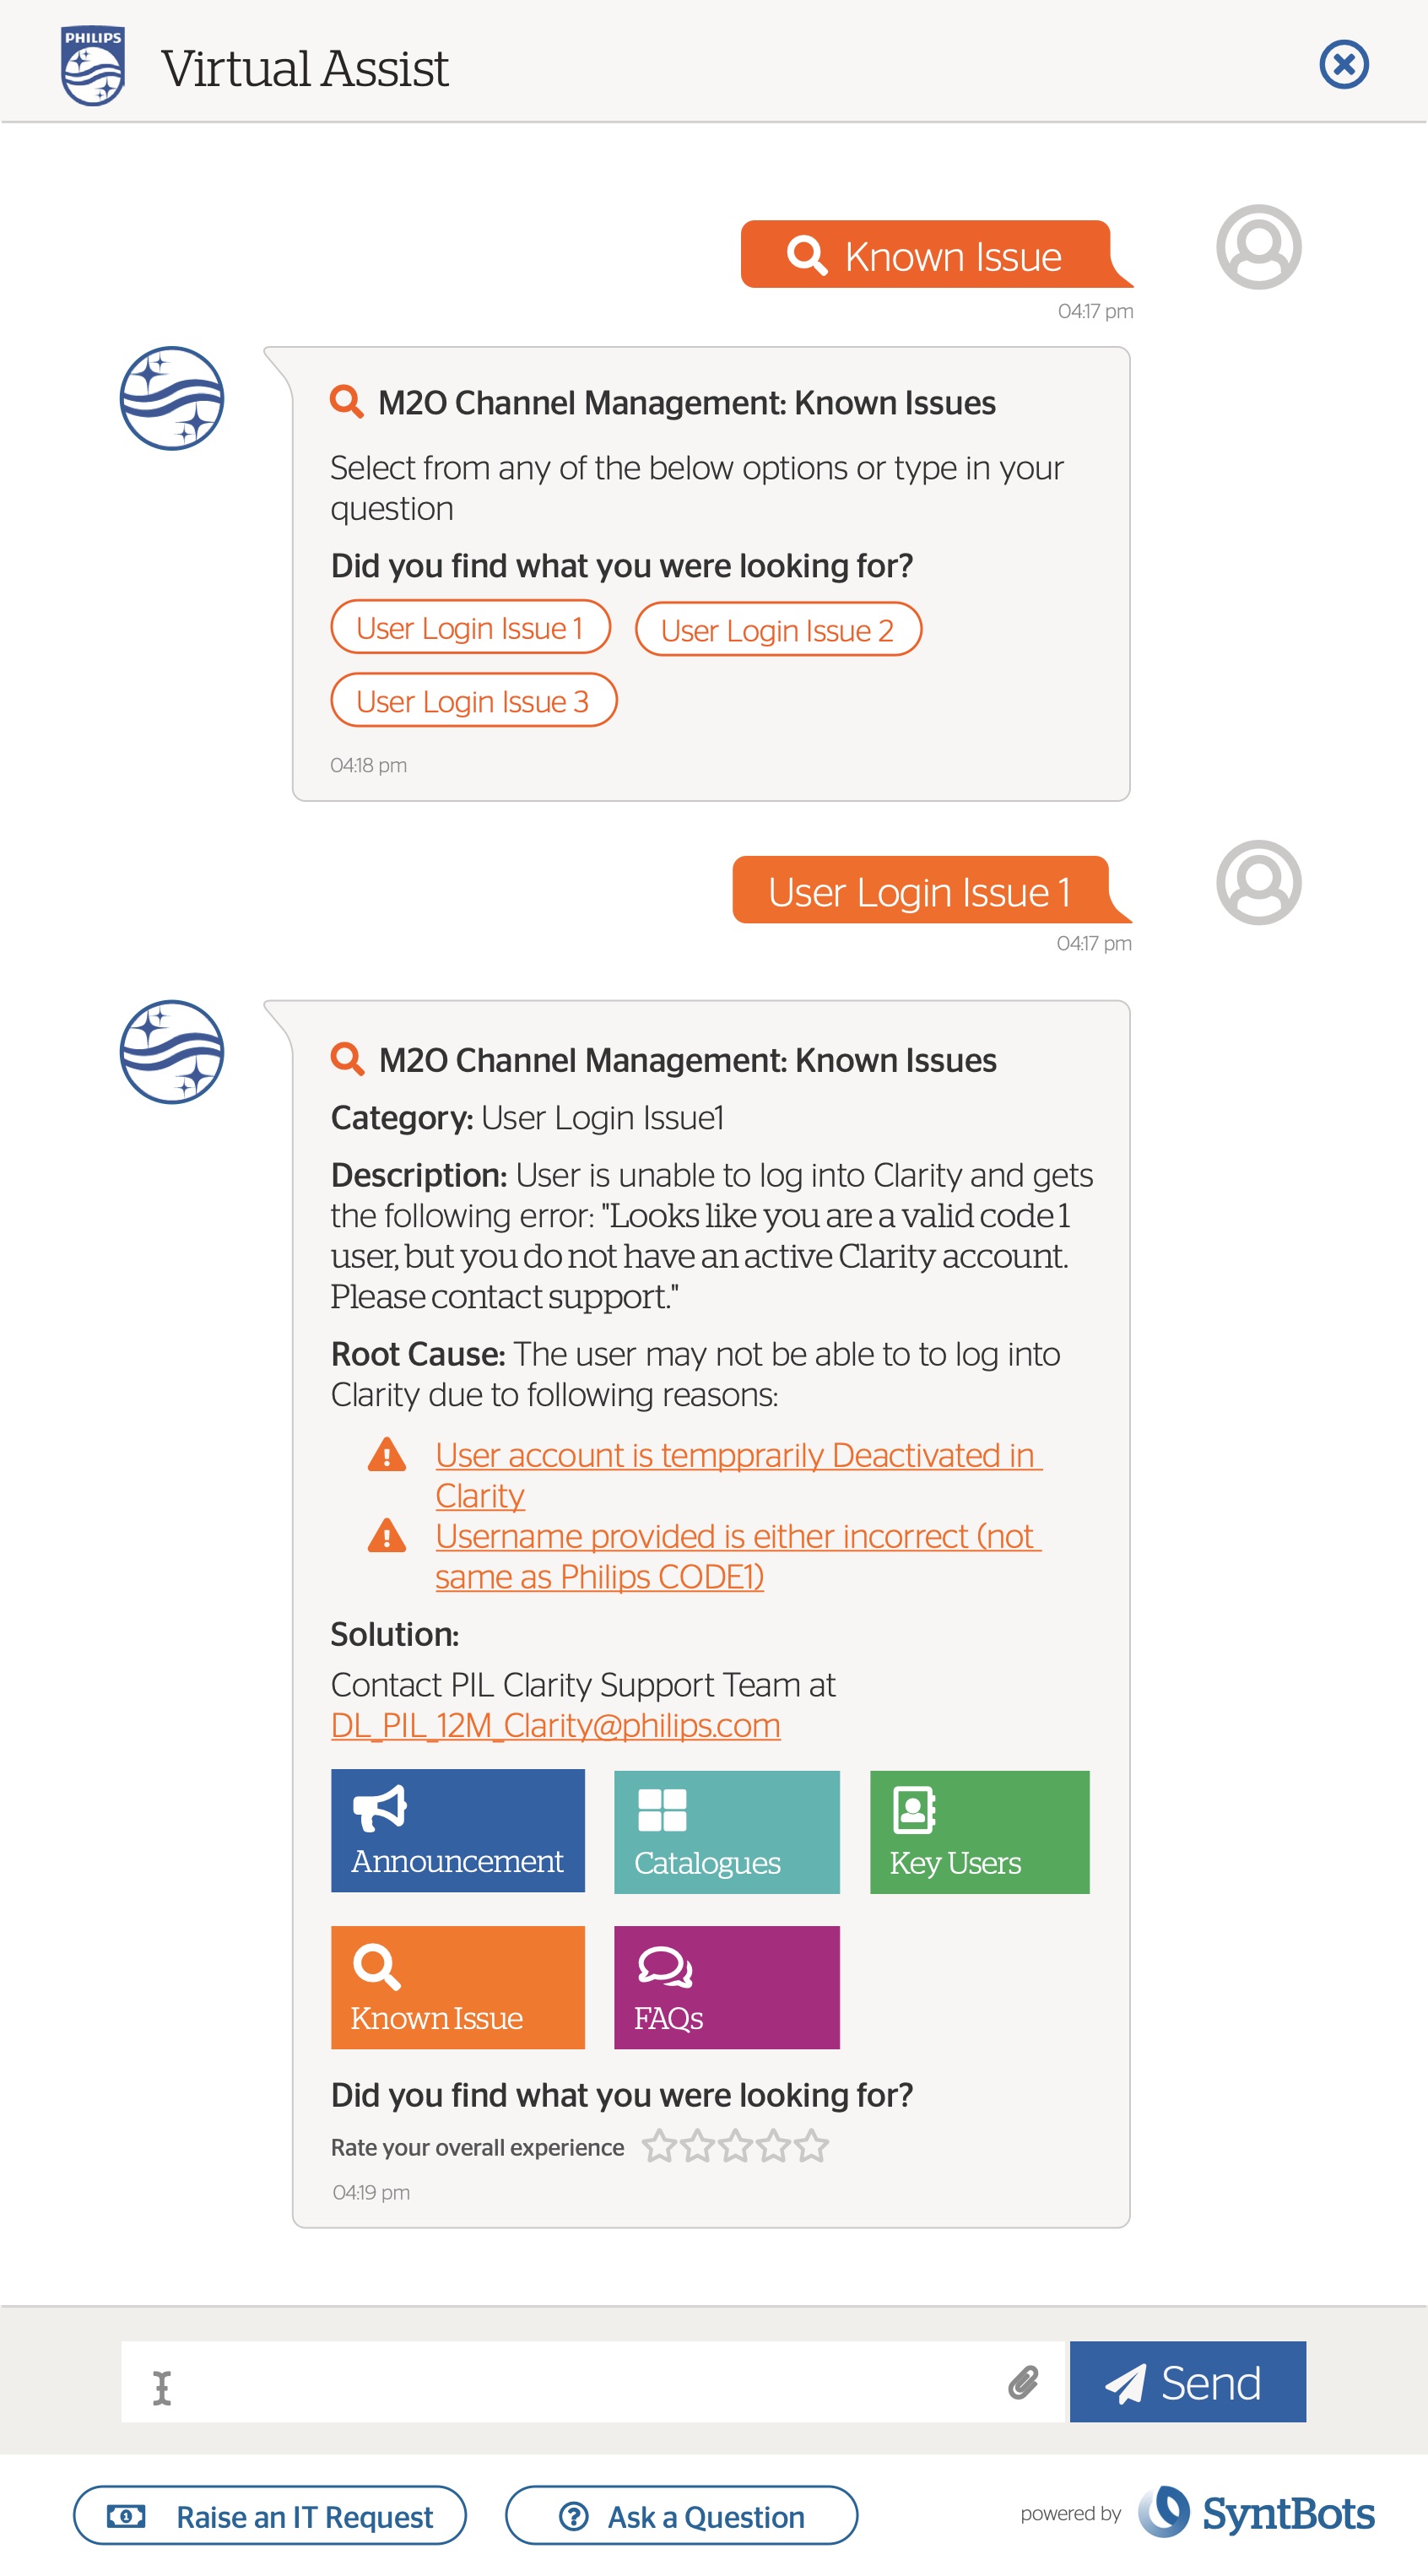 PHILIPS
Virtual Assist
Known Issue
04:17 pm
M2O Channel Management: Known Issues
Select from any of the below options or type in your
question
Did you find what you were looking for?
User Login Issue 1
User Login Issue 2
User Login Issue 3
04:18 pm
User Login Issue 1
04:17 pm
M2O Channel Management: Known Issues
Category: User Login Issue1
Description: User is unable to log into Clarity and gets
the following error: "Looks like you are a valid code1
user, but you do not have an active Clarity account.
Please contact support."
Root Cause: The user may not be able to to log into
Clarity due to following reasons:
User account is tempprarily Deactivated in
Clarity
Username provided is either incorrect (not
same as Philips CODE1)
Solution:
Contact PIL Clarity Support Team at
DL_PIL_12M_Clarity@philips.com
Announcement
Catalogues
Key Users
Known Issue
FAQs
Did you find what you were looking for?
Rate your overall experience
04:19 pm
Send
Raise an IT Request
Ask a Question
powered by
SyntBots